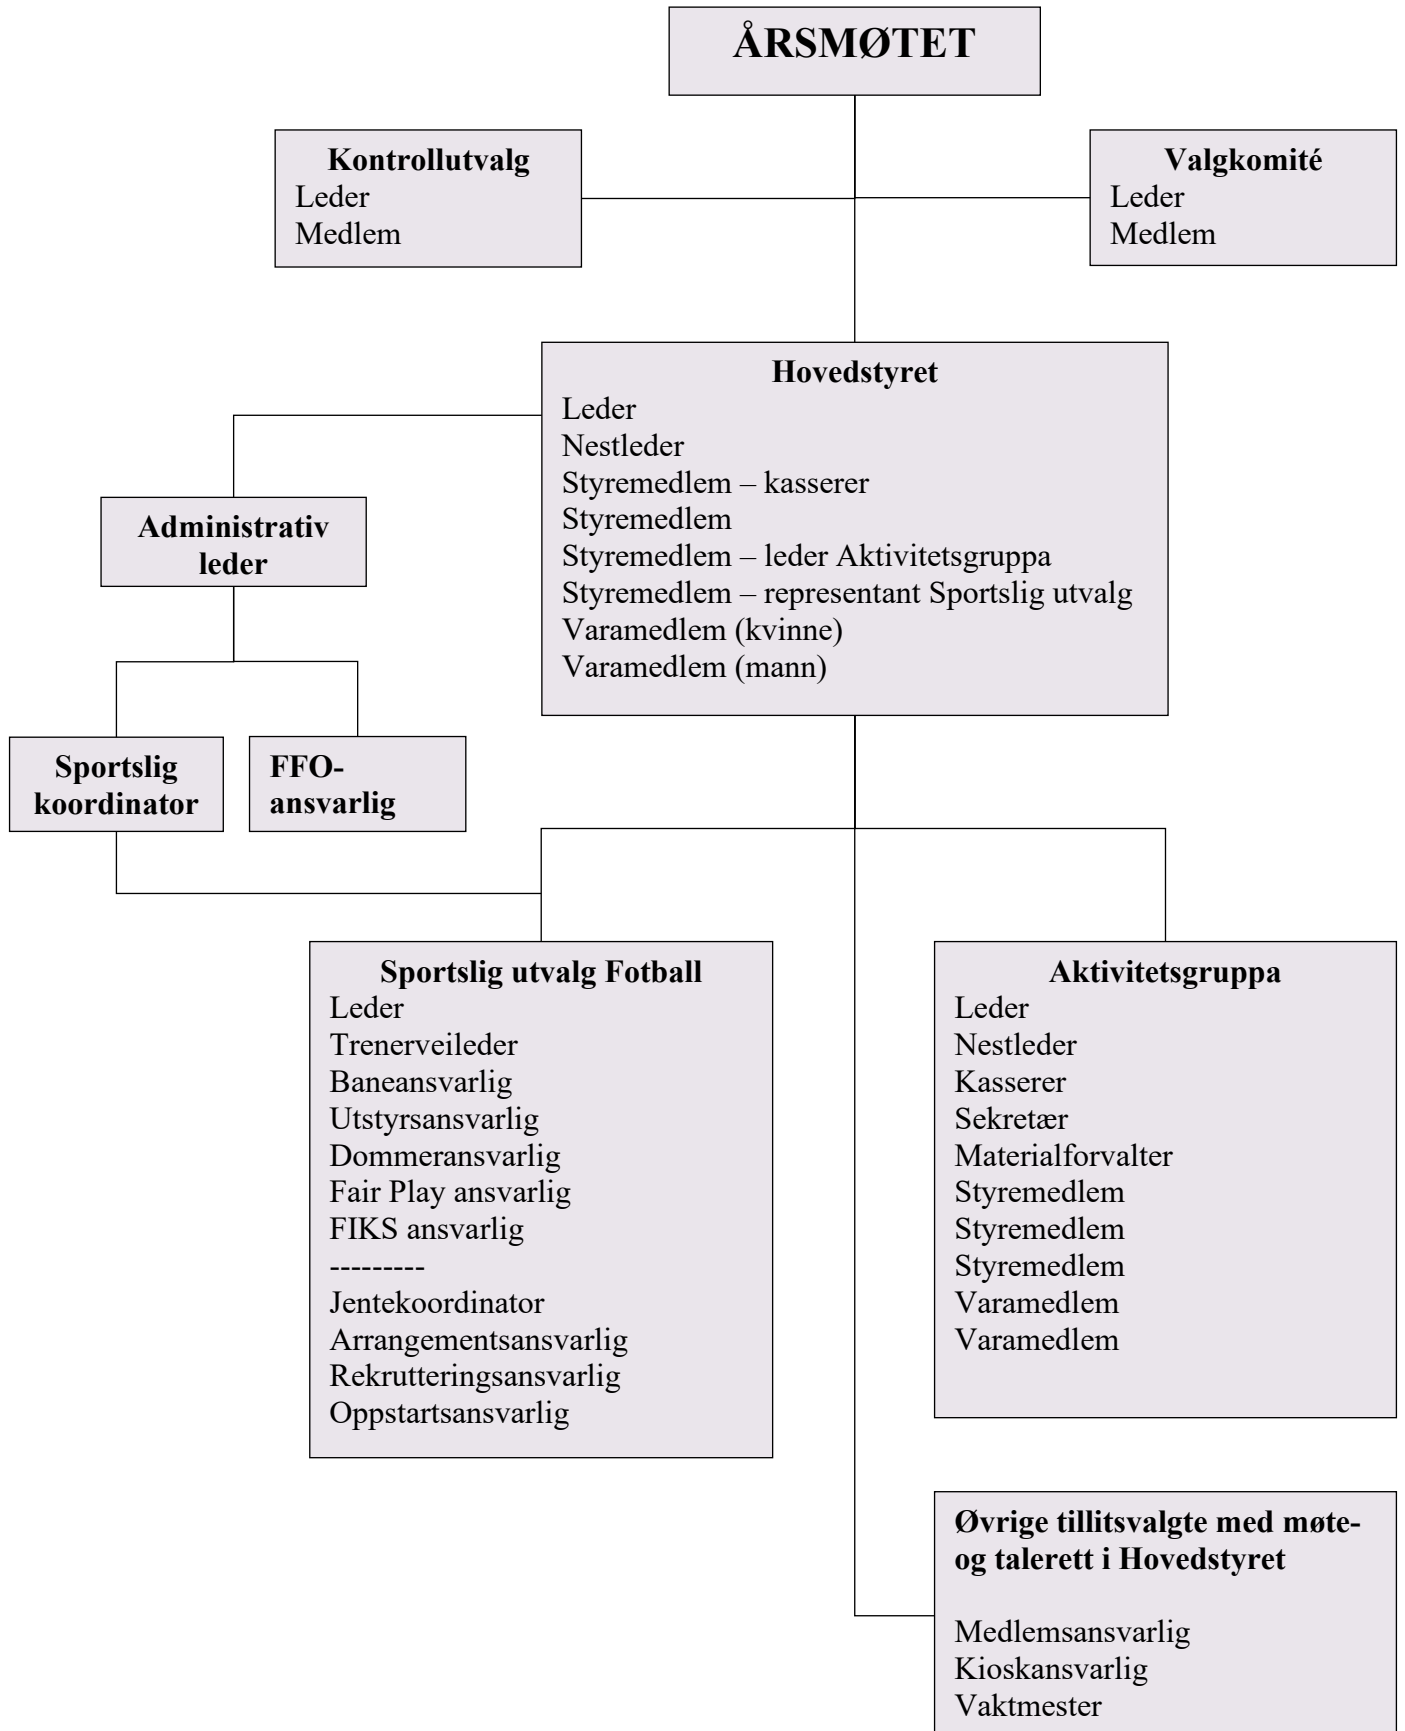 ÅRSMØTET
Kontrollutvalg
Leder
Medlem
Valgkomité
Leder
Medlem
Hovedstyret
Leder
Nestleder
Styremedlem – kasserer
Styremedlem
Styremedlem – leder Aktivitetsgruppa
Styremedlem – representant Sportslig utvalg
Varamedlem (kvinne)
Varamedlem (mann)
Administrativ
leder
Sportslig
koordinator
FFO-
ansvarlig
Sportslig utvalg Fotball
Leder
Trenerveileder
Baneansvarlig
Utstyrsansvarlig
Dommeransvarlig
Fair Play ansvarlig
FIKS ansvarlig
---------
Jentekoordinator
Arrangementsansvarlig
Rekrutteringsansvarlig
Oppstartsansvarlig
Aktivitetsgruppa
Leder
Nestleder
Kasserer
Sekretær
Materialforvalter
Styremedlem
Styremedlem
Styremedlem
Varamedlem
Varamedlem
Øvrige tillitsvalgte med møte-
og talerett i Hovedstyret
Medlemsansvarlig
Kioskansvarlig
Vaktmester